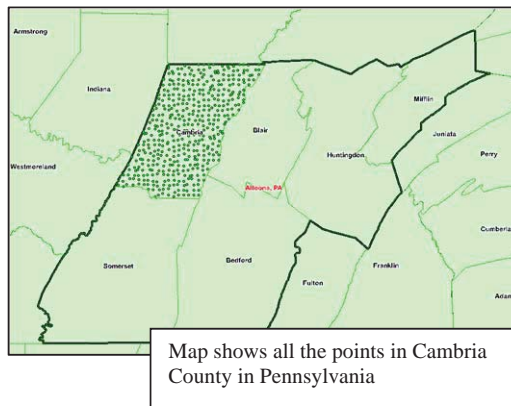 Armstrong
Indiana
Mifflin
Cambria
Blair
Juniata
Huntingdon
Perry
Westmoreland
Altoona, PA
Cumberla
Somerset
Bedford
Fulton
Franklin
Adam
Map shows all the points in Cambria
County in Pennsylvania